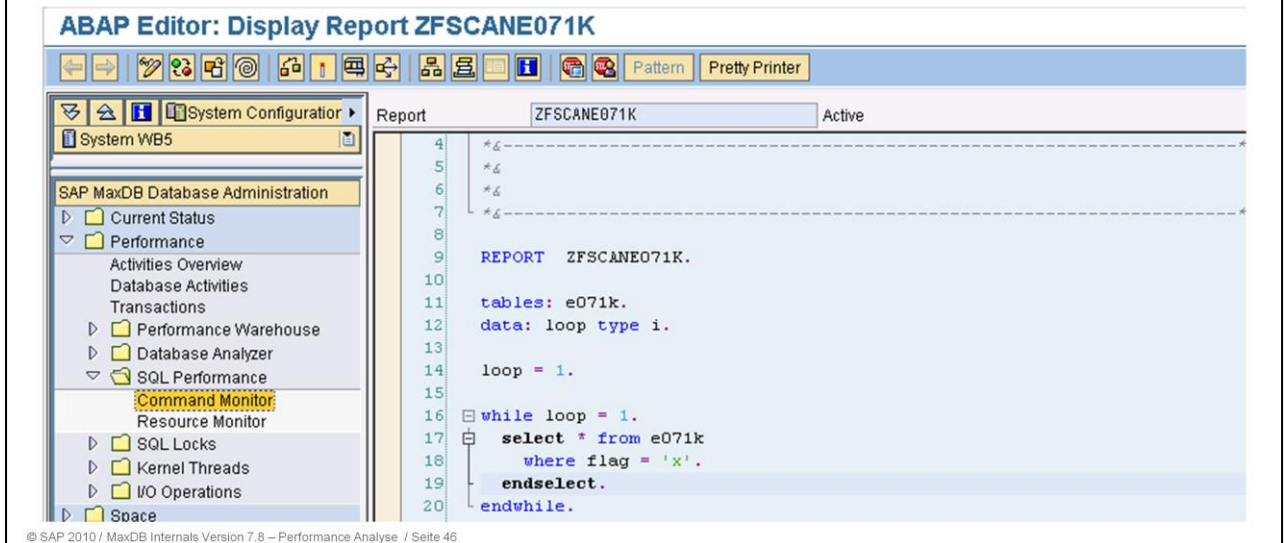 ABAP Editor: Display Report ZFSCANE071K
Pattern Pretty Printer
System Configuration
System WB5
SAP MaxDB Database Administration
Current Status
Performance
Activities Overview
Database Activities
Transactions
Performance Warehouse
Database Analyzer
SQL Performance
Command Monitor
Resource Monitor
SQL Locks
Kernel Threads
I/O Operations
Space
Report ZFSCANE071K Active
4 *&---------------------------------------------------------------------*
5 *&
6 *&
7 *&---------------------------------------------------------------------*
8
9 REPORT ZFSCANE071K.
10
11 tables: e071k.
12 data: loop type i.
13
14 loop = 1.
15
16 while loop = 1.
17 select * from e071k
18 where flag = 'x'.
19 endselect.
20 endwhile.
© SAP 2010 / MaxDB Internals Version 7.8 – Performance Analyse / Seite 46